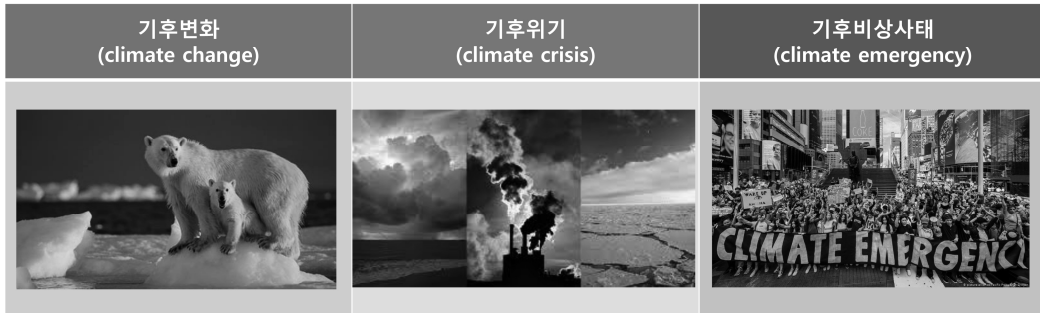 기후변화
(climate change)
기후위기
(climate crisis)
기후비상사태
(climate emergency)
CLIMATE EMERGENCY